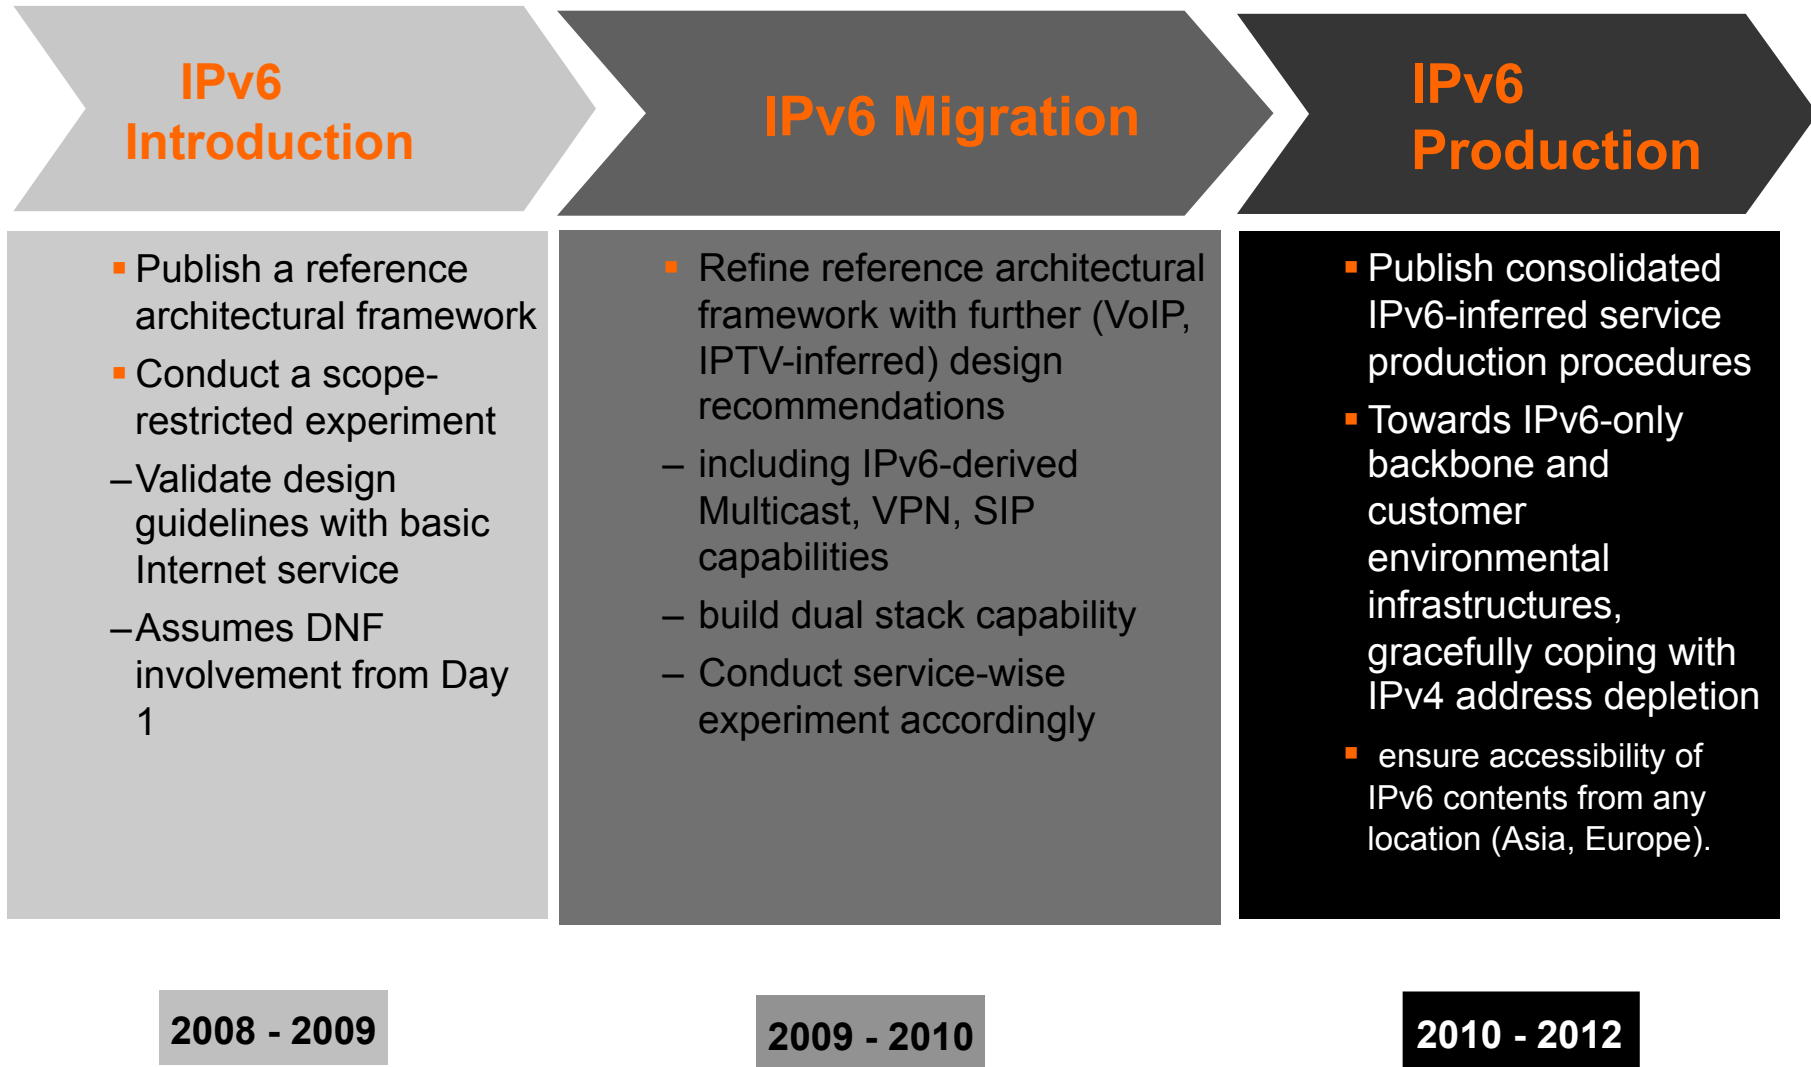 IPv6
Introduction
IPv6 Migration
IPv6
Production
▪ Publish a reference
architectural framework
▪ Conduct a scope-
restricted experiment
–Validate design
guidelines with basic
Internet service
–Assumes DNF
involvement from Day
1
▪ Refine reference architectural
framework with further (VoIP,
IPTV-inferred) design
recommendations
– including IPv6-derived
Multicast, VPN, SIP
capabilities
– build dual stack capability
– Conduct service-wise
experiment accordingly
▪ Publish consolidated
IPv6-inferred service
production procedures
▪ Towards IPv6-only
backbone and
customer
environmental
infrastructures,
gracefully coping with
IPv4 address depletion
▪ ensure accessibility of
IPv6 contents from any
location (Asia, Europe).
2008 - 2009
2009 - 2010
2010 - 2012